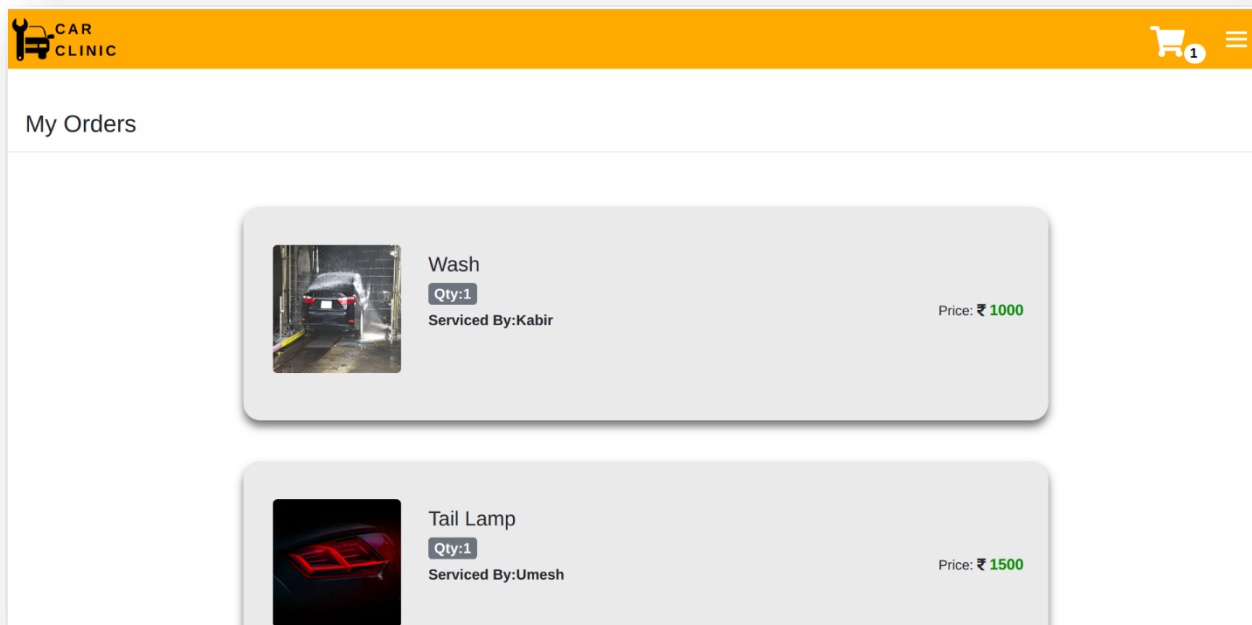 CAR
CLINIC
1
My Orders
Wash
Qty:1
Serviced By:Kabir
Price: ₹ 1000
Tail Lamp
Qty:1
Serviced By:Umesh
Price: ₹ 1500